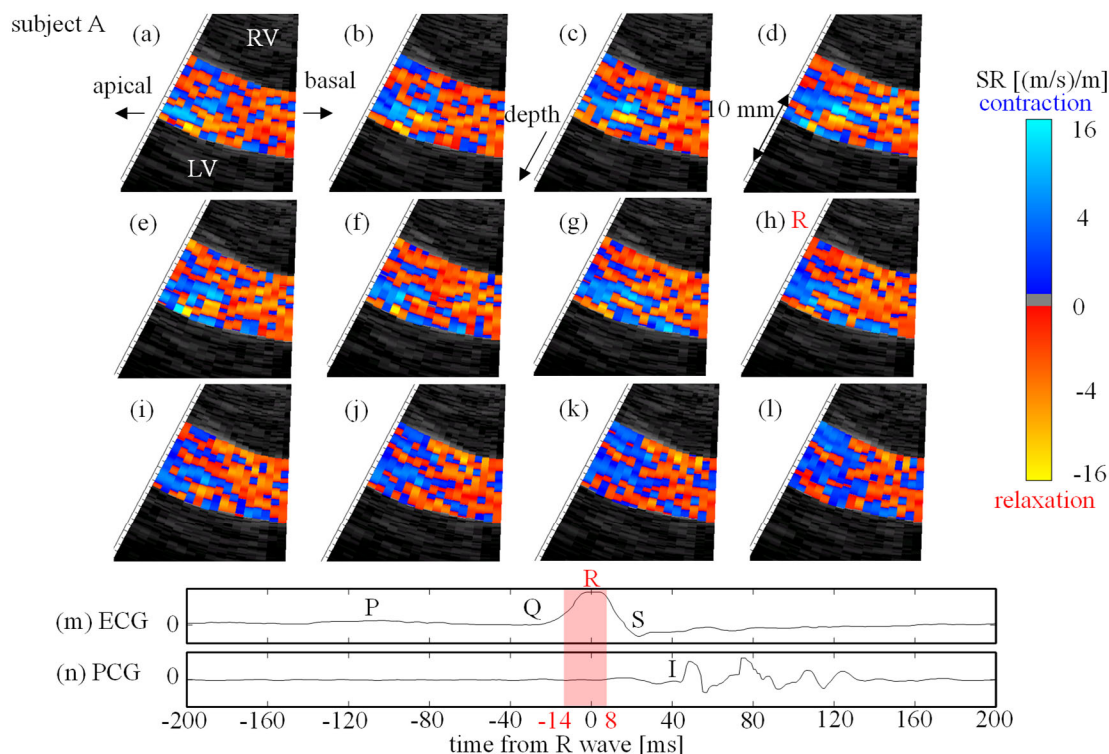 subject A
(a)
RV
(b)
(c)
(d)
SR [(m/s)/m]
contraction
apical
basal
depth
10 mm
16
LV
4
(e)
(f)
(g)
(h) R
0
-4
(i)
(j)
(k)
(l)
-16
relaxation
R
(m) ECG
0
P
Q
S
(n) PCG
0
I
-200 -160 -120 -80 -40 -14 0 8 40 80 120 160 200
time from R wave [ms]